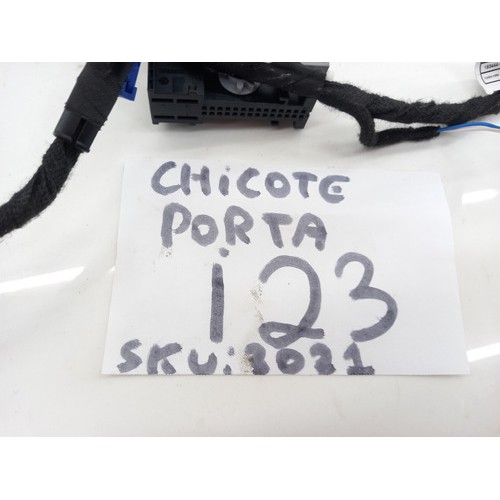 CHICOTE
PORTA
123
SKU: 3031